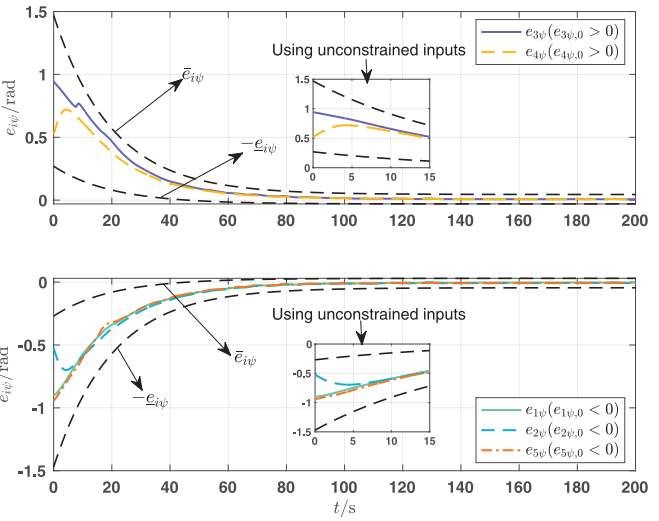 1.5
1
0.5
0
e_{iψ}/rad
0 20 40 60 80 100 120 140 160 180 200
\bar{e}_{iψ}
-\underline{e}_{iψ}
Using unconstrained inputs
1.5
1
0.5
0
0 5 10 15
e_{3ψ}(e_{3ψ,0} > 0)
e_{4ψ}(e_{4ψ,0} > 0)
0
-0.5
-1
-1.5
e_{iψ}/rad
0 20 40 60 80 100 120 140 160 180 200
t/s
\bar{e}_{iψ}
-\underline{e}_{iψ}
Using unconstrained inputs
0
-0.5
-1
-1.5
0 5 10 15
e_{1ψ}(e_{1ψ,0} < 0)
e_{2ψ}(e_{2ψ,0} < 0)
e_{5ψ}(e_{5ψ,0} < 0)